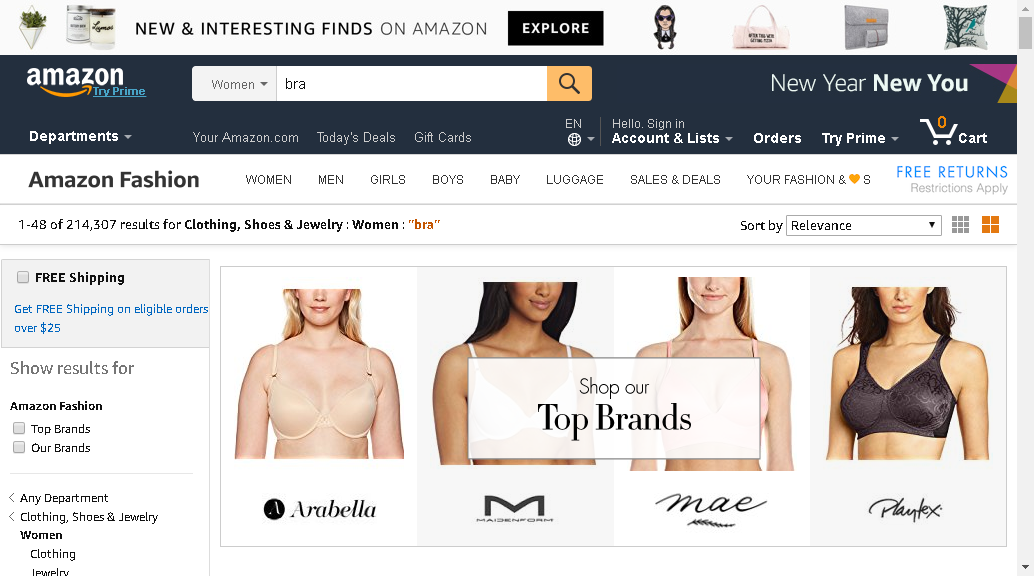 NEW & INTERESTING FINDS ON AMAZON EXPLORE
amazon
Try Prime
Women bra
New Year New You
Departments Your Amazon.com Today's Deals Gift Cards
EN Hello. Sign in 0
Account & Lists Orders Try Prime Cart
Amazon Fashion WOMEN MEN GIRLS BOYS BABY LUGGAGE SALES & DEALS YOUR FASHION & S
FREE RETURNS
Restrictions Apply
1-48 of 214,307 results for Clothing, Shoes & Jewelry : Women : "bra" Sort by Relevance
FREE Shipping
Get FREE Shipping on eligible orders
over $25
Show results for
Amazon Fashion
Top Brands
Our Brands
Any Department
Clothing, Shoes & Jewelry
Women
Clothing
Jewelry
Shop our
Top Brands
A Arabella
M MAIDENFORM
mae
Playtex